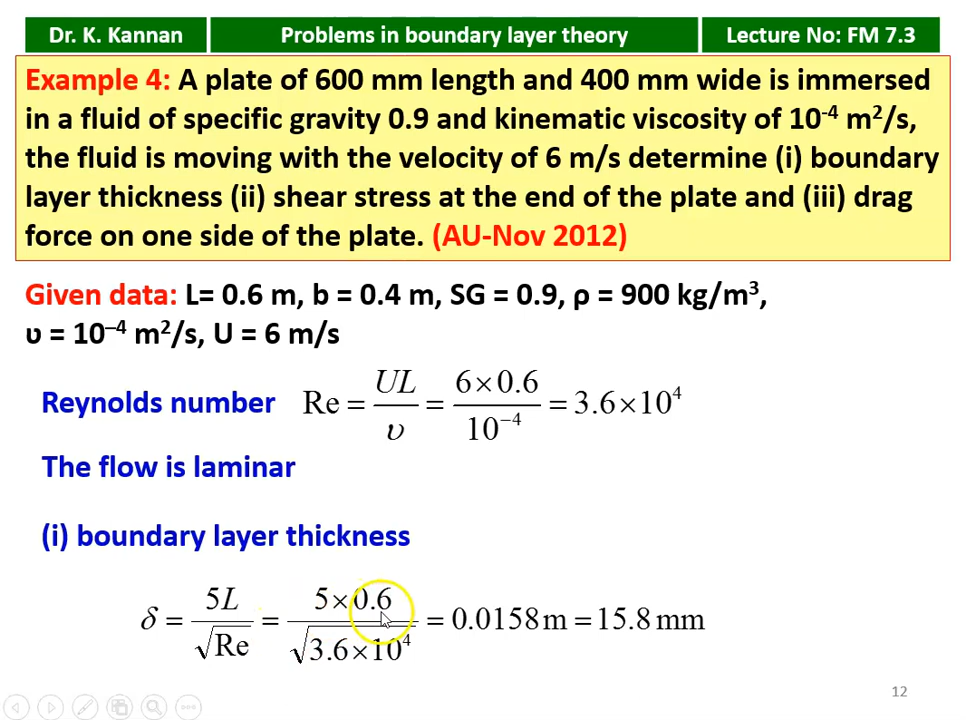 Dr. K. Kannan
Problems in boundary layer theory
Lecture No: FM 7.3
Example 4: A plate of 600 mm length and 400 mm wide is immersed
in a fluid of specific gravity 0.9 and kinematic viscosity of 10⁻⁴ m²/s,
the fluid is moving with the velocity of 6 m/s determine (i) boundary
layer thickness (ii) shear stress at the end of the plate and (iii) drag
force on one side of the plate. (AU-Nov 2012)
Given data: L= 0.6 m, b = 0.4 m, SG = 0.9, ρ = 900 kg/m³,
υ = 10⁻⁴ m²/s, U = 6 m/s
Reynolds number Re = UL/υ = 6 × 0.6/10⁻⁴ = 3.6 × 10⁴
The flow is laminar
(i) boundary layer thickness
δ = 5L/√Re = 5 × 0.6/√3.6 × 10⁴ = 0.0158 m = 15.8 mm
12